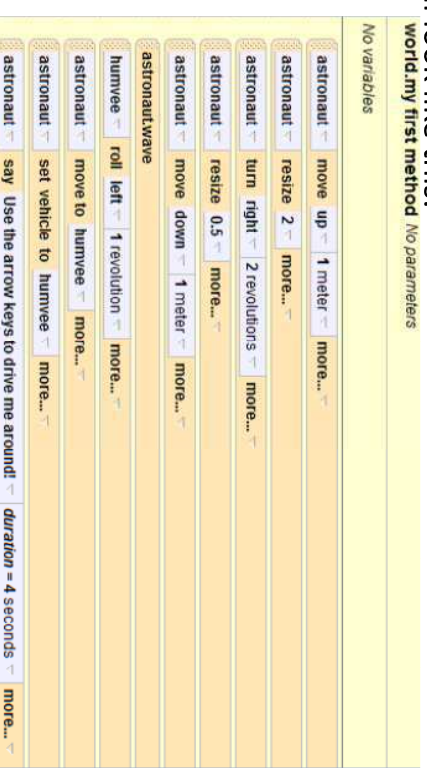 world.my first method No parameters
No variables
astronaut move up 1 meter more...
astronaut resize 2 more...
astronaut turn right 2 revolutions more...
astronaut resize 0.5 more...
astronaut move down 1 meter more...
astronaut.wave
humvee roll left 1 revolution more...
astronaut move to humvee more...
astronaut set vehicle to humvee more...
astronaut say Use the arrow keys to drive me around! duration = 4 seconds more...